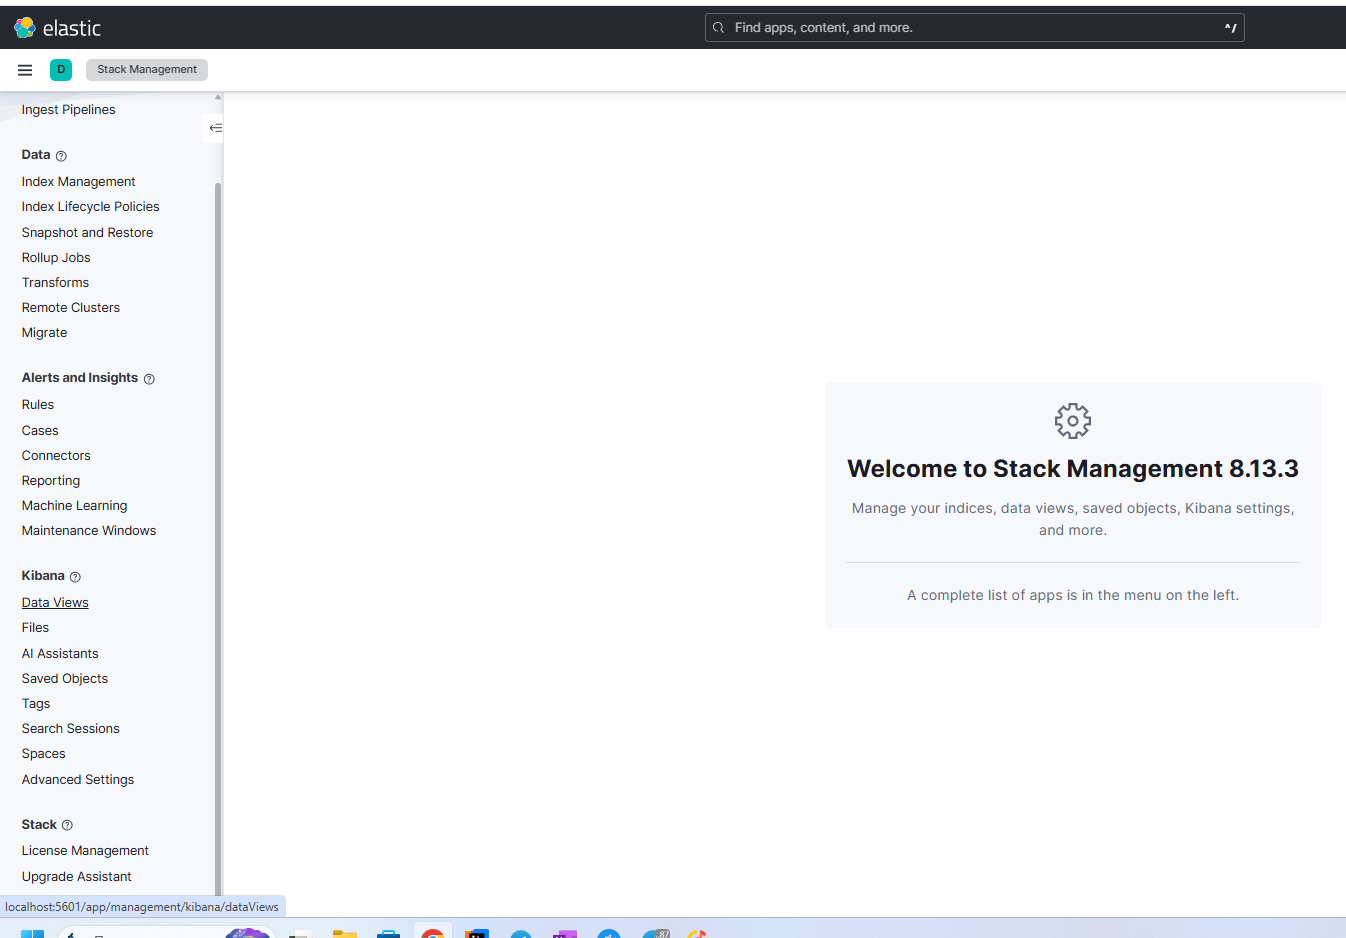 elastic
Find apps, content, and more.
^/
D
Stack Management
Ingest Pipelines
Data
Index Management
Index Lifecycle Policies
Snapshot and Restore
Rollup Jobs
Transforms
Remote Clusters
Migrate
Alerts and Insights
Rules
Cases
Connectors
Reporting
Machine Learning
Maintenance Windows
Kibana
Data Views
Files
AI Assistants
Saved Objects
Tags
Search Sessions
Spaces
Advanced Settings
Stack
License Management
Upgrade Assistant
Welcome to Stack Management 8.13.3
Manage your indices, data views, saved objects, Kibana settings,
and more.
A complete list of apps is in the menu on the left.
localhost:5601/app/management/kibana/dataViews
87